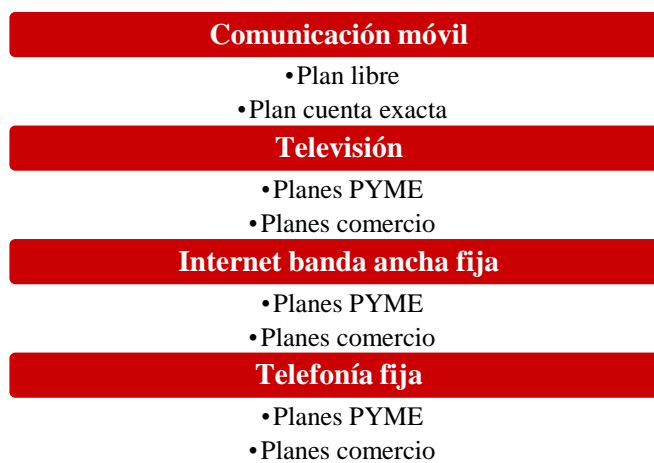 Comunicación móvil
•Plan libre
•Plan cuenta exacta
Televisión
•Planes PYME
•Planes comercio
Internet banda ancha fija
•Planes PYME
•Planes comercio
Telefonía fija
•Planes PYME
•Planes comercio